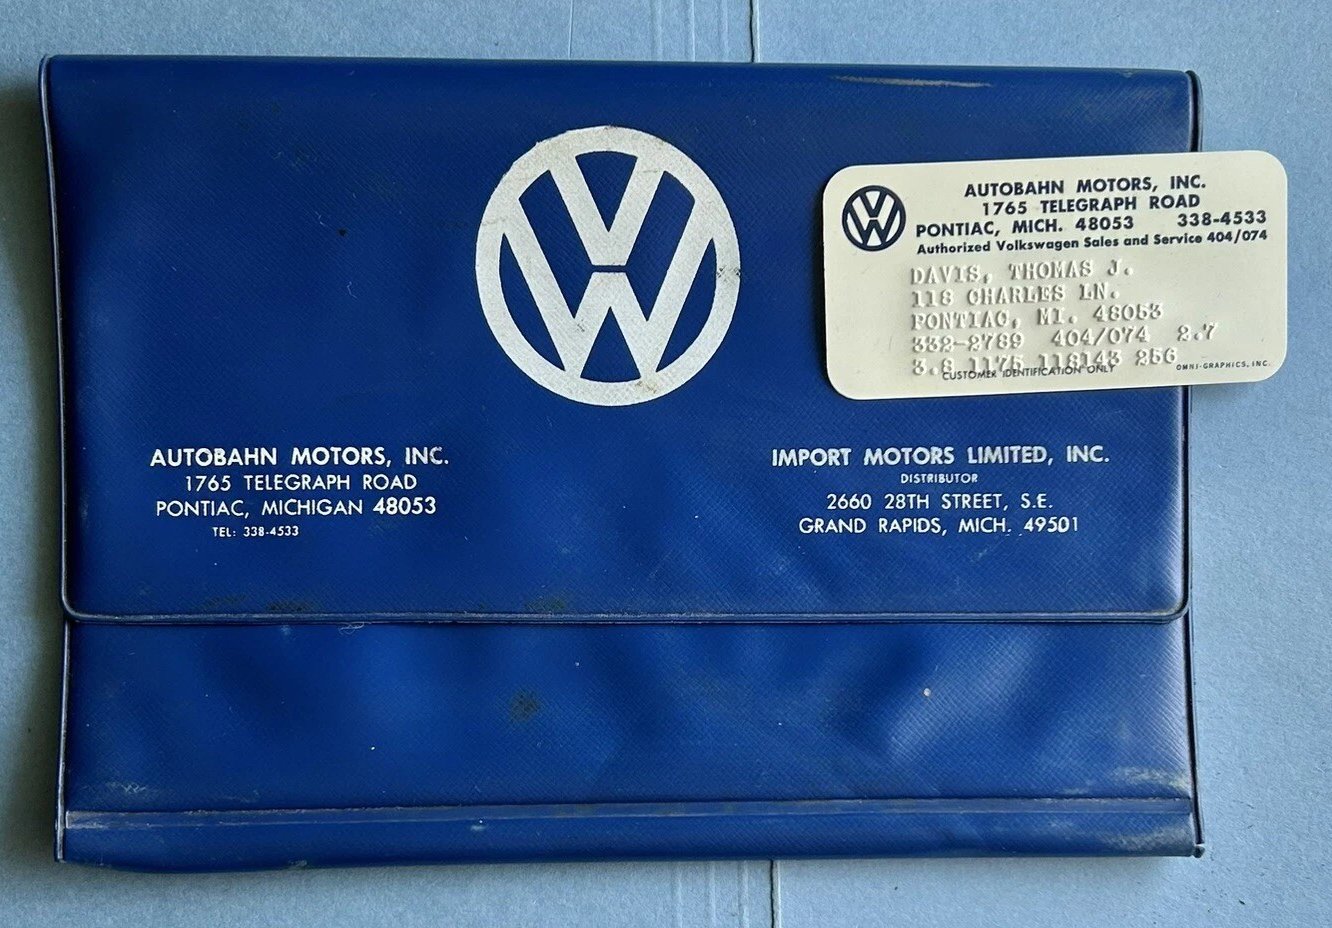 AUTOBAHN MOTORS, INC.
1765 TELEGRAPH ROAD
PONTIAC, MICH. 48053 338-4533
Authorized Volkswagen Sales and Service 404/074
DAVIS, THOMAS J.
118 CHARLES LN.
PONTIAC, MI. 48053
332-2789 404/074 2.7
3.8 1175 118143 256
CUSTOMER IDENTIFICATION ONLY
OMNI-GRAPHICS, INC.
AUTOBAHN MOTORS, INC.
1765 TELEGRAPH ROAD
PONTIAC, MICHIGAN 48053
TEL: 338-4533
IMPORT MOTORS LIMITED, INC.
DISTRIBUTOR
2660 28TH STREET, S.E.
GRAND RAPIDS, MICH. 49501